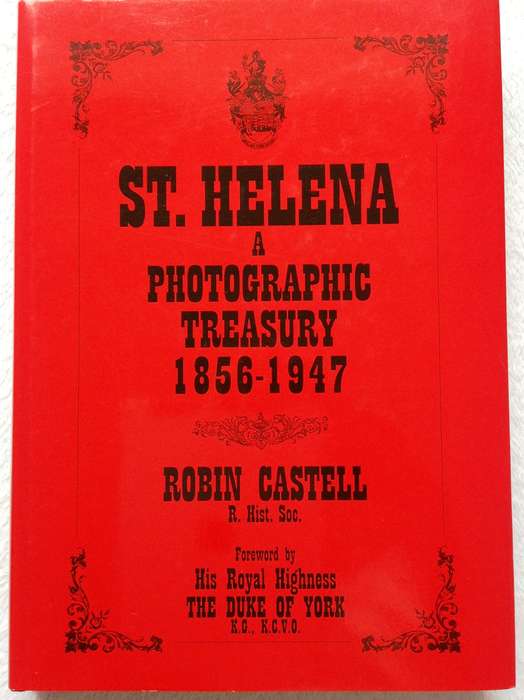 ST. HELENA
A
PHOTOGRAPHIC
TREASURY
1856-1947
ROBIN CASTELL
R. Hist. Soc.
Foreword by
His Royal Highness
THE DUKE OF YORK
K.G., K.C.V.O.